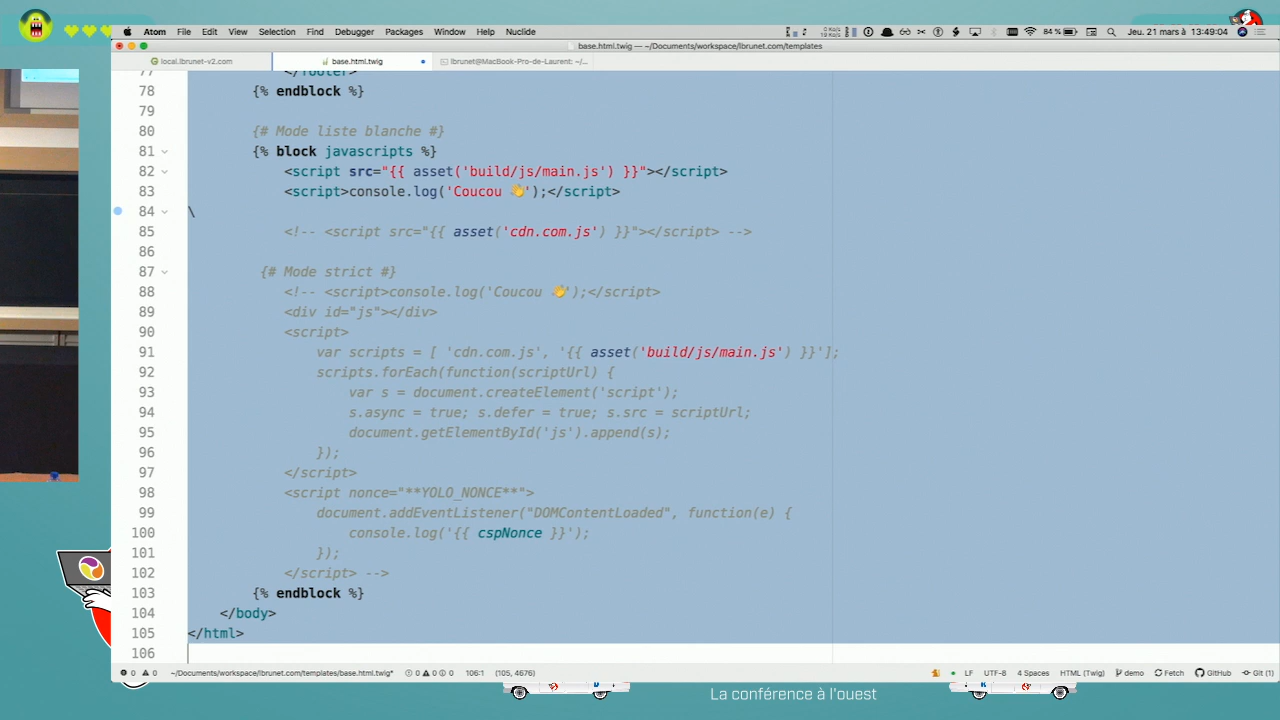 Atom File Edit View Selection Find Debugger Packages Window Help Nuclide 84 % Jeu. 21 mars à 13:49:04
base.html.twig — ~/Documents/workspace/lbrunet.com/templates
local.lbrunet-v2.com base.html.twig lbrunet@MacBook-Pro-de-Laurent: ~/...
77 </footer>
78 {% endblock %}
79
80 {# Mode liste blanche #}
81 {% block javascripts %}
82 <script src="{{ asset('build/js/main.js') }}"></script>
83 <script>console.log('Coucou 👋');</script>
84 \
85 <!-- <script src="{{ asset('cdn.com.js') }}"></script> -->
86
87 {# Mode strict #}
88 <!-- <script>console.log('Coucou 👋');</script>
89 <div id="js"></div>
90 <script>
91 var scripts = [ 'cdn.com.js', '{{ asset('build/js/main.js') }}'];
92 scripts.forEach(function(scriptUrl) {
93 var s = document.createElement('script');
94 s.async = true; s.defer = true; s.src = scriptUrl;
95 document.getElementById('js').append(s);
96 });
97 </script>
98 <script nonce="**YOLO_NONCE**">
99 document.addEventListener("DOMContentLoaded", function(e) {
100 console.log('{{ cspNonce }}');
101 });
102 </script> -->
103 {% endblock %}
104 </body>
105 </html>
106
0 0 ~/Documents/workspace/lbrunet.com/templates/base.html.twig* 0 0 0 106:1 (105, 4676) LF UTF-8 4 Spaces HTML (Twig) demo Fetch GitHub Git (1)
La conférence à l'ouest